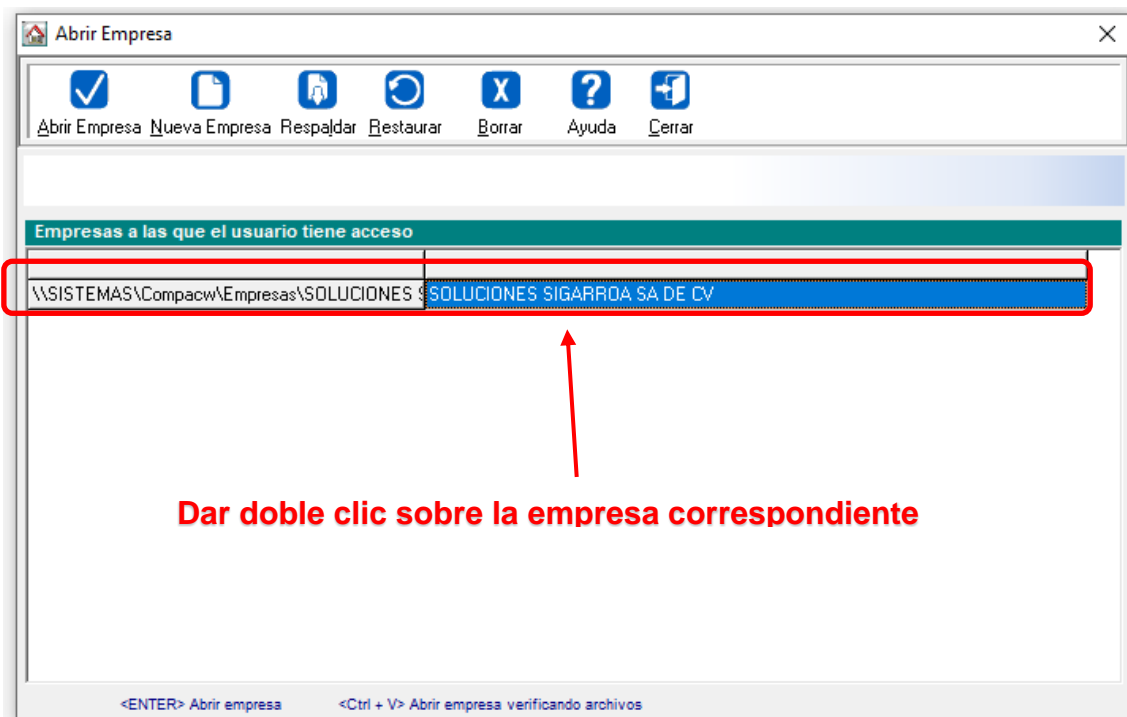 Abrir Empresa
Abrir Empresa Nueva Empresa Respaldar Restaurar Borrar Ayuda Cerrar
Empresas a las que el usuario tiene acceso
\\SISTEMAS\Compacw\Empresas\SOLUCIONES SOLUCIONES SIGARROA SA DE CV
Dar doble clic sobre la empresa correspondiente
<ENTER> Abrir empresa <Ctrl + V> Abrir empresa verificando archivos